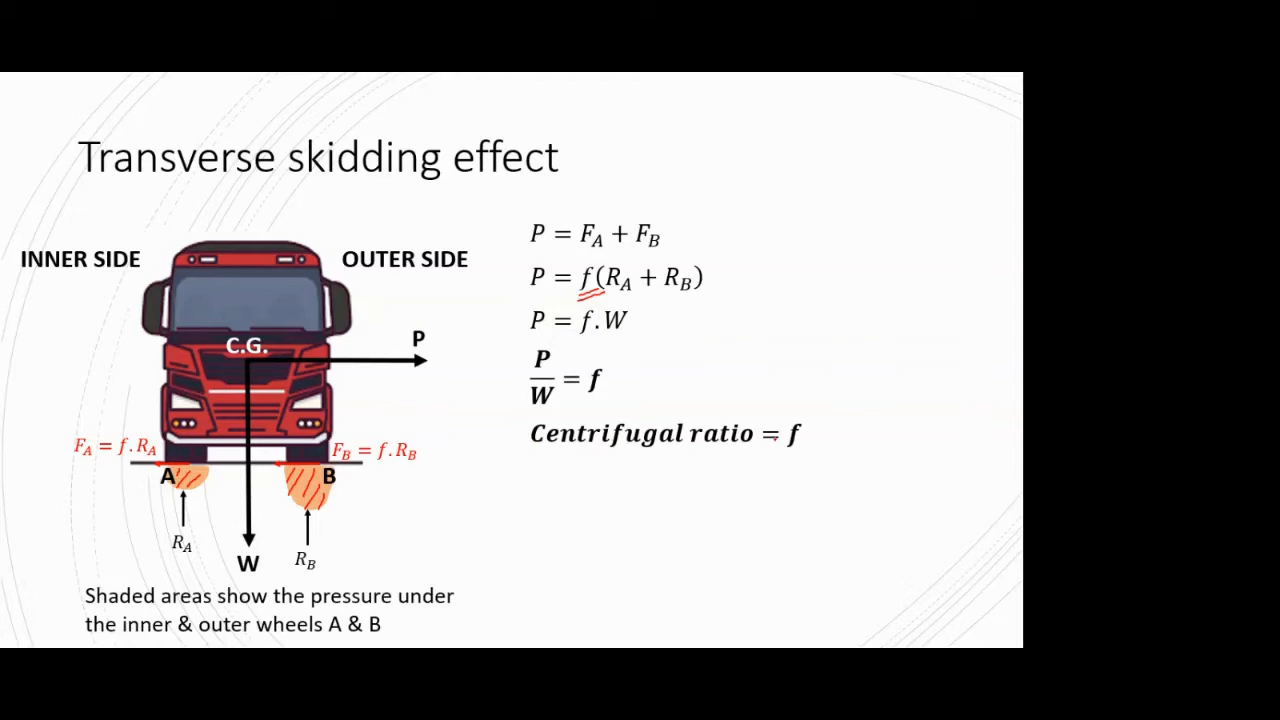 Transverse skidding effect
INNER SIDE
OUTER SIDE
C.G.
P
F_A = f.R_A
F_B = f.R_B
A
B
R_A
W
R_B
Shaded areas show the pressure under
the inner & outer wheels A & B
P = F_A + F_B
P = f(R_A + R_B)
P = f.W
P/W = f
Centrifugal ratio = f